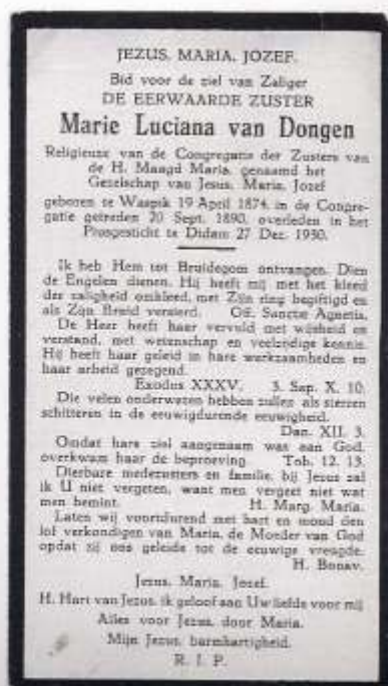 JEZUS, MARIA, JOZEF.
Bid voor de ziel van Zaliger
DE EERWAARDE ZUSTER
Marie Luciana van Dongen
Religieuze van de Congregatie der Zusters van
de H. Maagd Maria, genaamd het
Gezelschap van Jesus, Maria, Jozef
geboren te Waspik 19 April 1874, in de Congre-
gatie getreden 20 Sept. 1890, overleden in het
te Didam 27 Dez. 1930.
Ik heb Hem tot Bruidegom ontvangen, Dien
de Engelen dienen. Hij heeft mij met het kleed
der zaligheid omkleed, met Zijn ring begiftigd en
als Zijn Bruid versierd. Off. Sanctae Agnetis.
De Heer heeft haar vervuld met wijsheid en
verstand, met wetenschap en veelzijdige kennis.
Hij heeft haar geleid in hare werkzaamheden en
haar arbeid gezegend.
Exodus XXXV. 3. Sap. X. 10.
Die velen onderwezen hebben zullen als sterren
schitteren in de eeuwigdurende eeuwigheid.
Dan. XII. 3.
Omdat hare ziel aangenaam was aan God,
overkwam haar de beproeving. Tob. 12. 13.
Dierbare medezusters en familie, bij Jezus zal
ik U niet vergeten, want men vergeet niet wat
men bemint. H. Marg. Maria.
Laten wij voortdurend met hart en mond den
lof verkondigen van Maria, de Moeder van God
opdat zij ons geleide tot de eeuwige vreugde.
H. Bonav.
Jezus, Maria, Jozef.
H. Hart van Jezus, ik geloof aan Uw liefde voor mij
Alles voor Jezus, door Maria.
Mijn Jezus, barmhartigheid.
R. I. P.